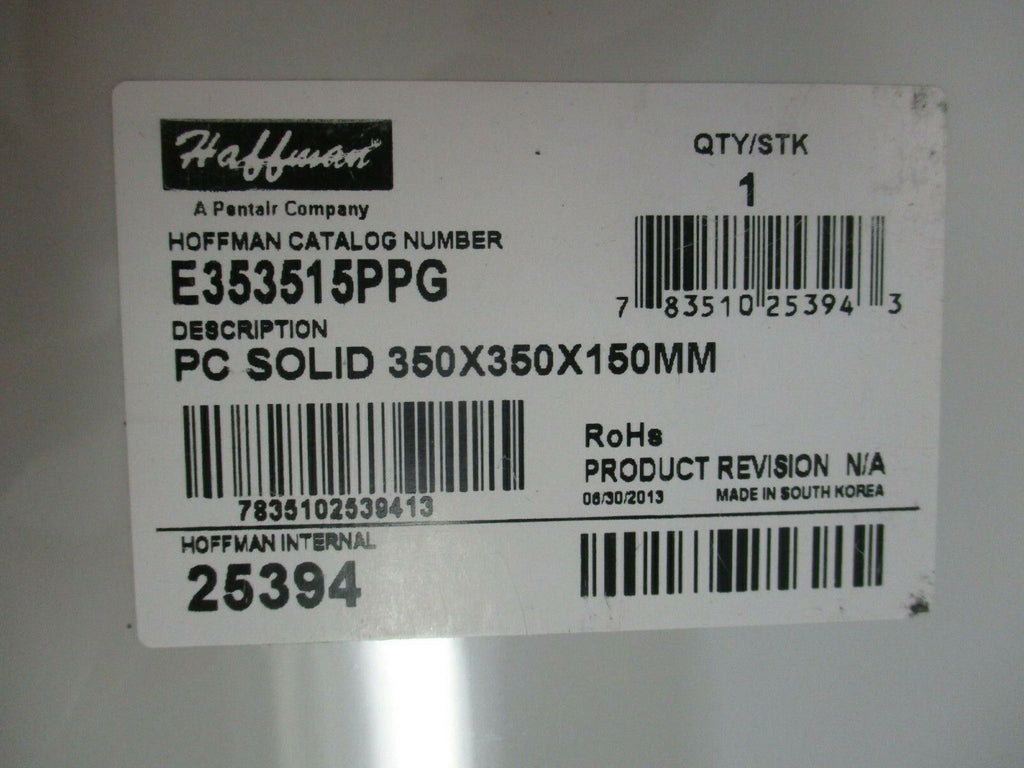 Hoffman
A Pentair Company
HOFFMAN CATALOG NUMBER
E353515PPG
DESCRIPTION
PC SOLID 350X350X150MM
7835102539413
QTY/STK
1
7 83510 25394 3
RoHs
PRODUCT REVISION N/A
06/30/2013 MADE IN SOUTH KOREA
HOFFMAN INTERNAL
25394